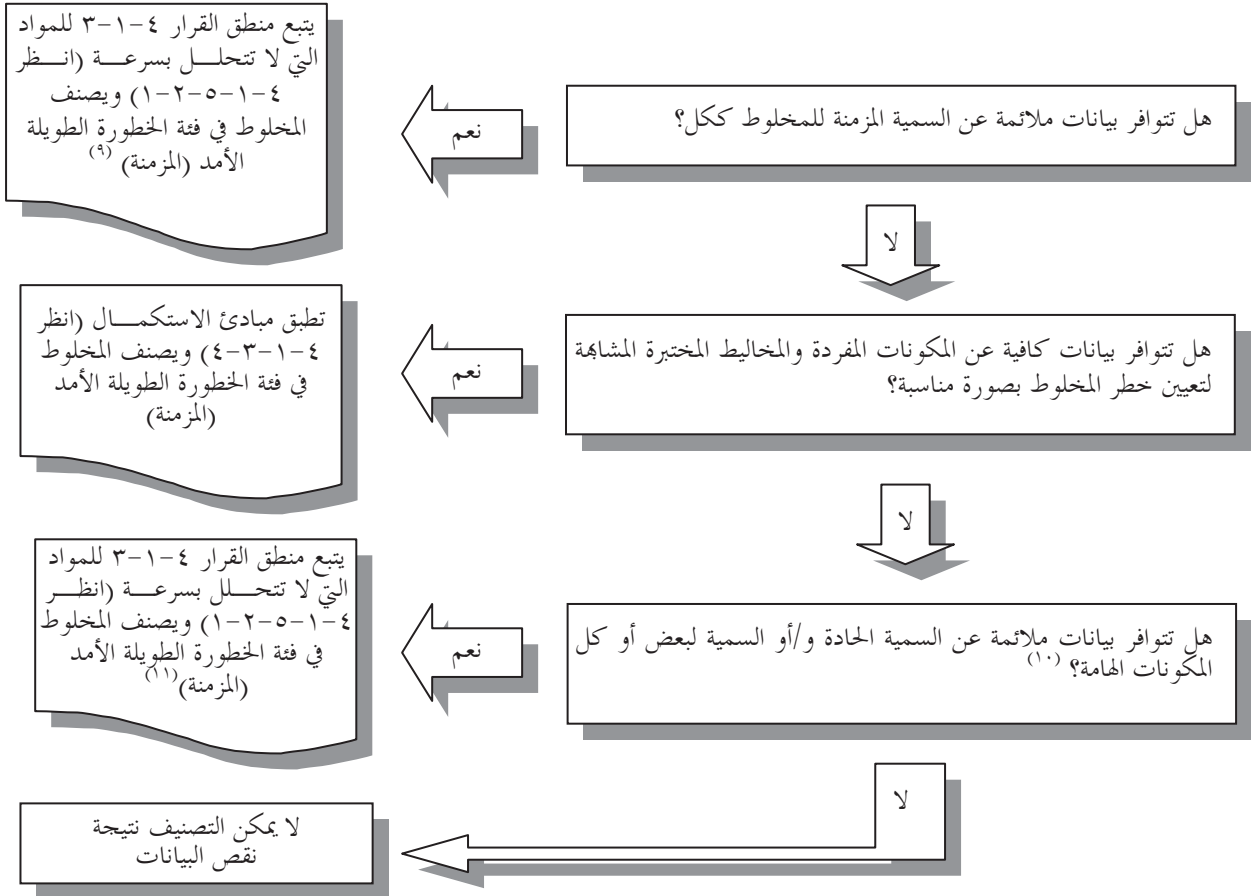 هل تتوافر بيانات ملائمة عن السمية المزمنة للمخلوط ككل؟
نعم
يتبع منطق القرار ٤-١-٣ للمواد
التي لا تتحلل بسرعة (انظر
٤-١-٥-٢-١) ويصنف
المخلوط في فئة الخطورة الطويلة
الأمد (المزمنة) (٩)
لا
هل تتوافر بيانات كافية عن المكونات المفردة والمخاليط المختبرة المشابهة
لتعيين خطر المخلوط بصورة مناسبة؟
نعم
تطبق مبادئ الاستكمال (انظر
٤-١-٣-٤) ويصنف المخلوط
في فئة الخطورة الطويلة الأمد
(المزمنة)
لا
هل تتوافر بيانات ملائمة عن السمية الحادة و/أو السمية لبعض أو كل
المكونات الهامة؟ (١٠)
نعم
يتبع منطق القرار ٤-١-٣ للمواد
التي لا تتحلل بسرعة (انظر
٤-١-٥-٢-١) ويصنف المخلوط
في فئة الخطورة الطويلة الأمد
(المزمنة)(١١)
لا
لا يمكن التصنيف نتيجة
نقص البيانات